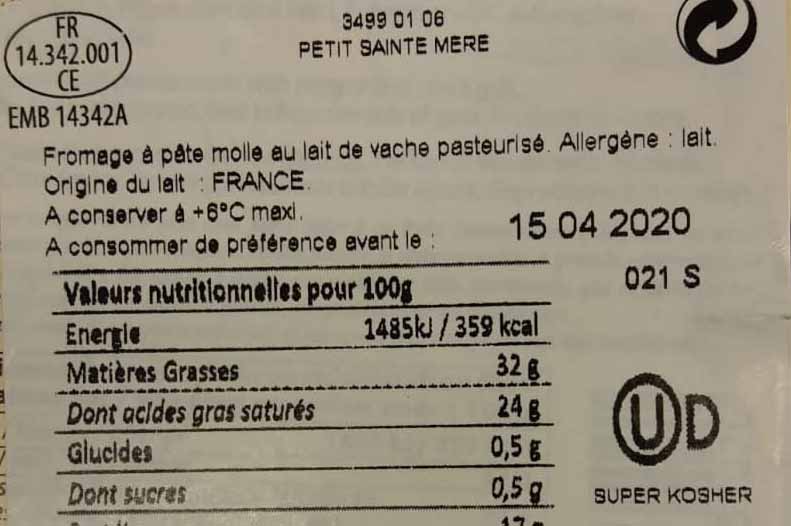 FR
14.342.001
CE
EMB 14342A
3499 01 06
PETIT SAINTE MERE
Fromage à pâte molle au lait de vache pasteurisé. Allergène : lait.
Origine du lait : FRANCE
A conserver à +6°C maxi.
A consommer de préférence avant le : 15 04 2020
021 S
Valeurs nutritionnelles pour 100g
Energie 1485kJ / 359 kcal
Matières Grasses 32 g
Dont acides gras saturés 24 g
Glucides 0,5 g
Dont sucres 0,5 g
UD
SUPER KOSHER